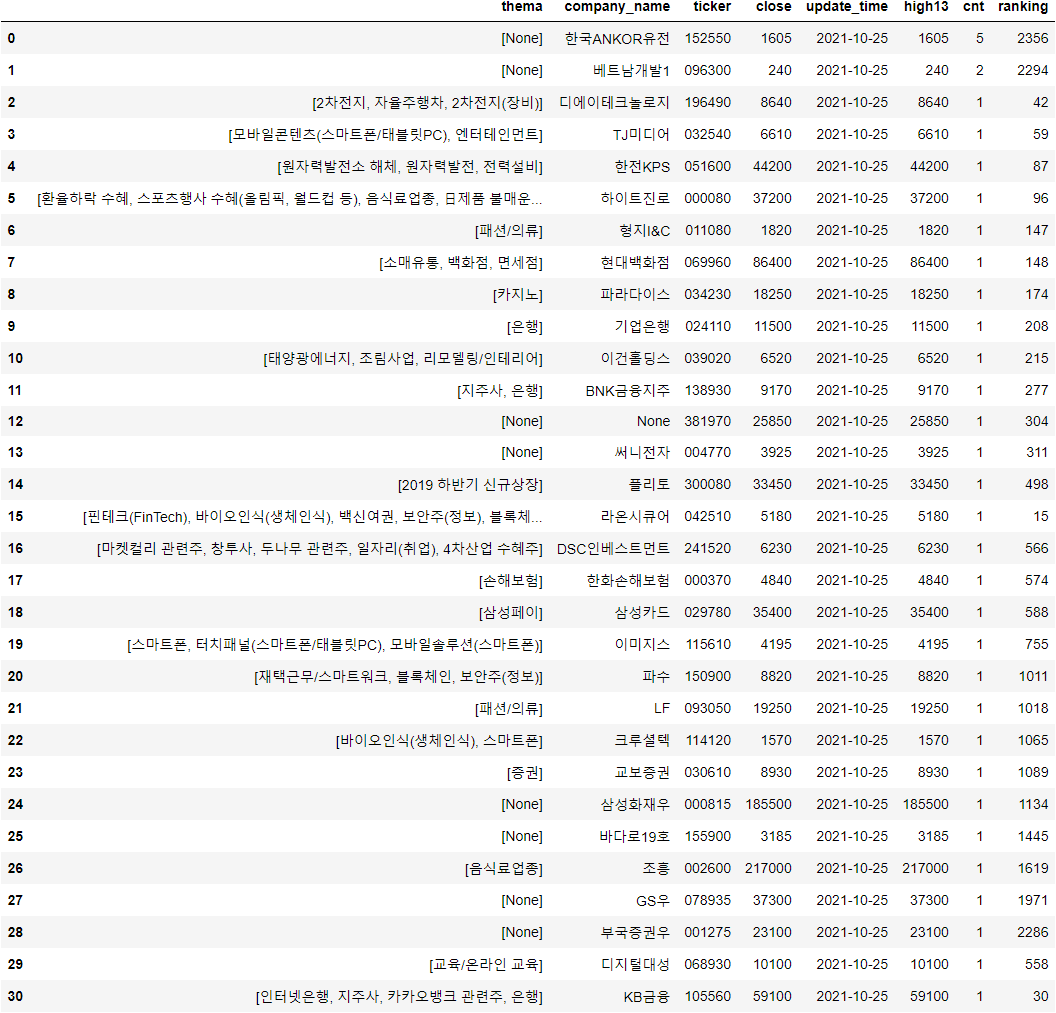 thema company_name ticker close update_time high13 cnt ranking
0 [None] 한국ANKOR유전 152550 1605 2021-10-25 1605 5 2356
1 [None] 베트남개발1 096300 240 2021-10-25 240 2 2294
2 [2차전지, 자율주행차, 2차전지(장비)] 디에이테크놀로지 196490 8640 2021-10-25 8640 1 42
3 [모바일콘텐츠(스마트폰/태블릿PC), 엔터테인먼트] TJ미디어 032540 6610 2021-10-25 6610 1 59
4 [원자력발전소 해체, 원자력발전, 전력설비] 한전KPS 051600 44200 2021-10-25 44200 1 87
5 [환율하락 수혜, 스포츠행사 수혜(올림픽, 월드컵 등), 음식료업종, 日제품 불매운... 하이트진로 000080 37200 2021-10-25 37200 1 96
6 [패션/의류] 형지I&C 011080 1820 2021-10-25 1820 1 147
7 [소매유통, 백화점, 면세점] 현대백화점 069960 86400 2021-10-25 86400 1 148
8 [카지노] 파라다이스 034230 18250 2021-10-25 18250 1 174
9 [은행] 기업은행 024110 11500 2021-10-25 11500 1 208
10 [태양광에너지, 조림사업, 리모델링/인테리어] 이건홀딩스 039020 6520 2021-10-25 6520 1 215
11 [지주사, 은행] BNK금융지주 138930 9170 2021-10-25 9170 1 277
12 [None] None 381970 25850 2021-10-25 25850 1 304
13 [None] 써니전자 004770 3925 2021-10-25 3925 1 311
14 [2019 하반기 신규상장] 플리토 300080 33450 2021-10-25 33450 1 498
15 [핀테크(FinTech), 바이오인식(생체인식), 백신여권, 보안주(정보), 블록체... 라온시큐어 042510 5180 2021-10-25 5180 1 15
16 [마켓컬리 관련주, 창투사, 두나무 관련주, 일자리(취업), 4차산업 수혜주] DSC인베스트먼트 241520 6230 2021-10-25 6230 1 566
17 [손해보험] 한화손해보험 000370 4840 2021-10-25 4840 1 574
18 [삼성페이] 삼성카드 029780 35400 2021-10-25 35400 1 588
19 [스마트폰, 터치패널(스마트폰/태블릿PC), 모바일솔루션(스마트폰)] 이미지스 115610 4195 2021-10-25 4195 1 755
20 [재택근무/스마트워크, 블록체인, 보안주(정보)] 파수 150900 8820 2021-10-25 8820 1 1011
21 [패션/의류] LF 093050 19250 2021-10-25 19250 1 1018
22 [바이오인식(생체인식), 스마트폰] 크루셜텍 114120 1570 2021-10-25 1570 1 1065
23 [증권] 교보증권 030610 8930 2021-10-25 8930 1 1089
24 [None] 삼성화재우 000815 185500 2021-10-25 185500 1 1134
25 [None] 바다로19호 155900 3185 2021-10-25 3185 1 1445
26 [음식료업종] 조흥 002600 217000 2021-10-25 217000 1 1619
27 [None] GS우 078935 37300 2021-10-25 37300 1 1971
28 [None] 부국증권우 001275 23100 2021-10-25 23100 1 2286
29 [교육/온라인 교육] 디지털대성 068930 10100 2021-10-25 10100 1 558
30 [인터넷은행, 지주사, 카카오뱅크 관련주, 은행] KB금융 105560 59100 2021-10-25 59100 1 30